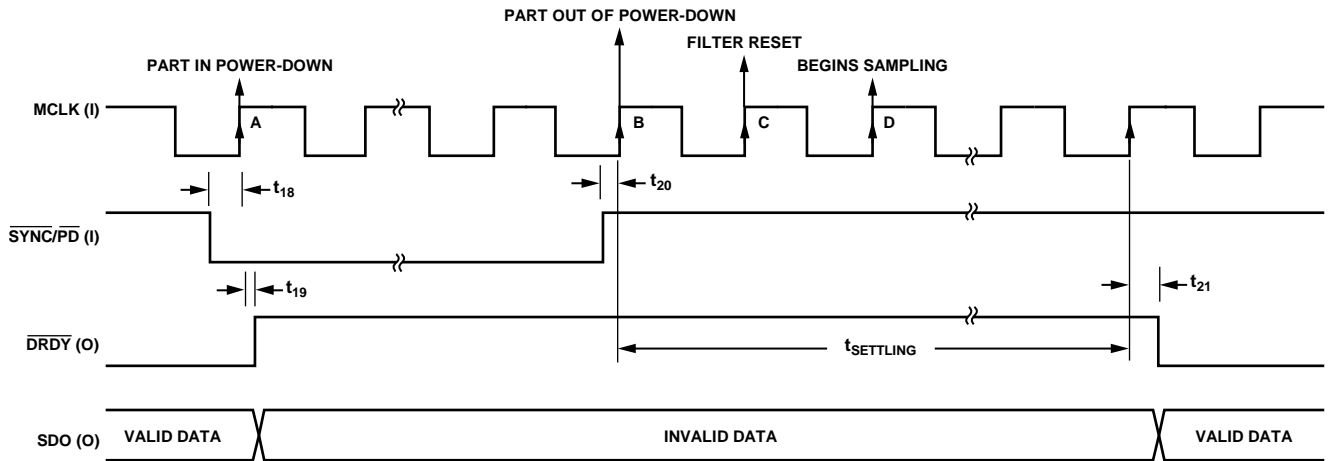 PART OUT OF POWER-DOWN
FILTER RESET
PART IN POWER-DOWN
BEGINS SAMPLING
MCLK (I)
A
B
C
D
t18
t20
SYNC/PD (I)
t19
t21
DRDY (O)
tSETTLING
SDO (O)
VALID DATA
INVALID DATA
VALID DATA